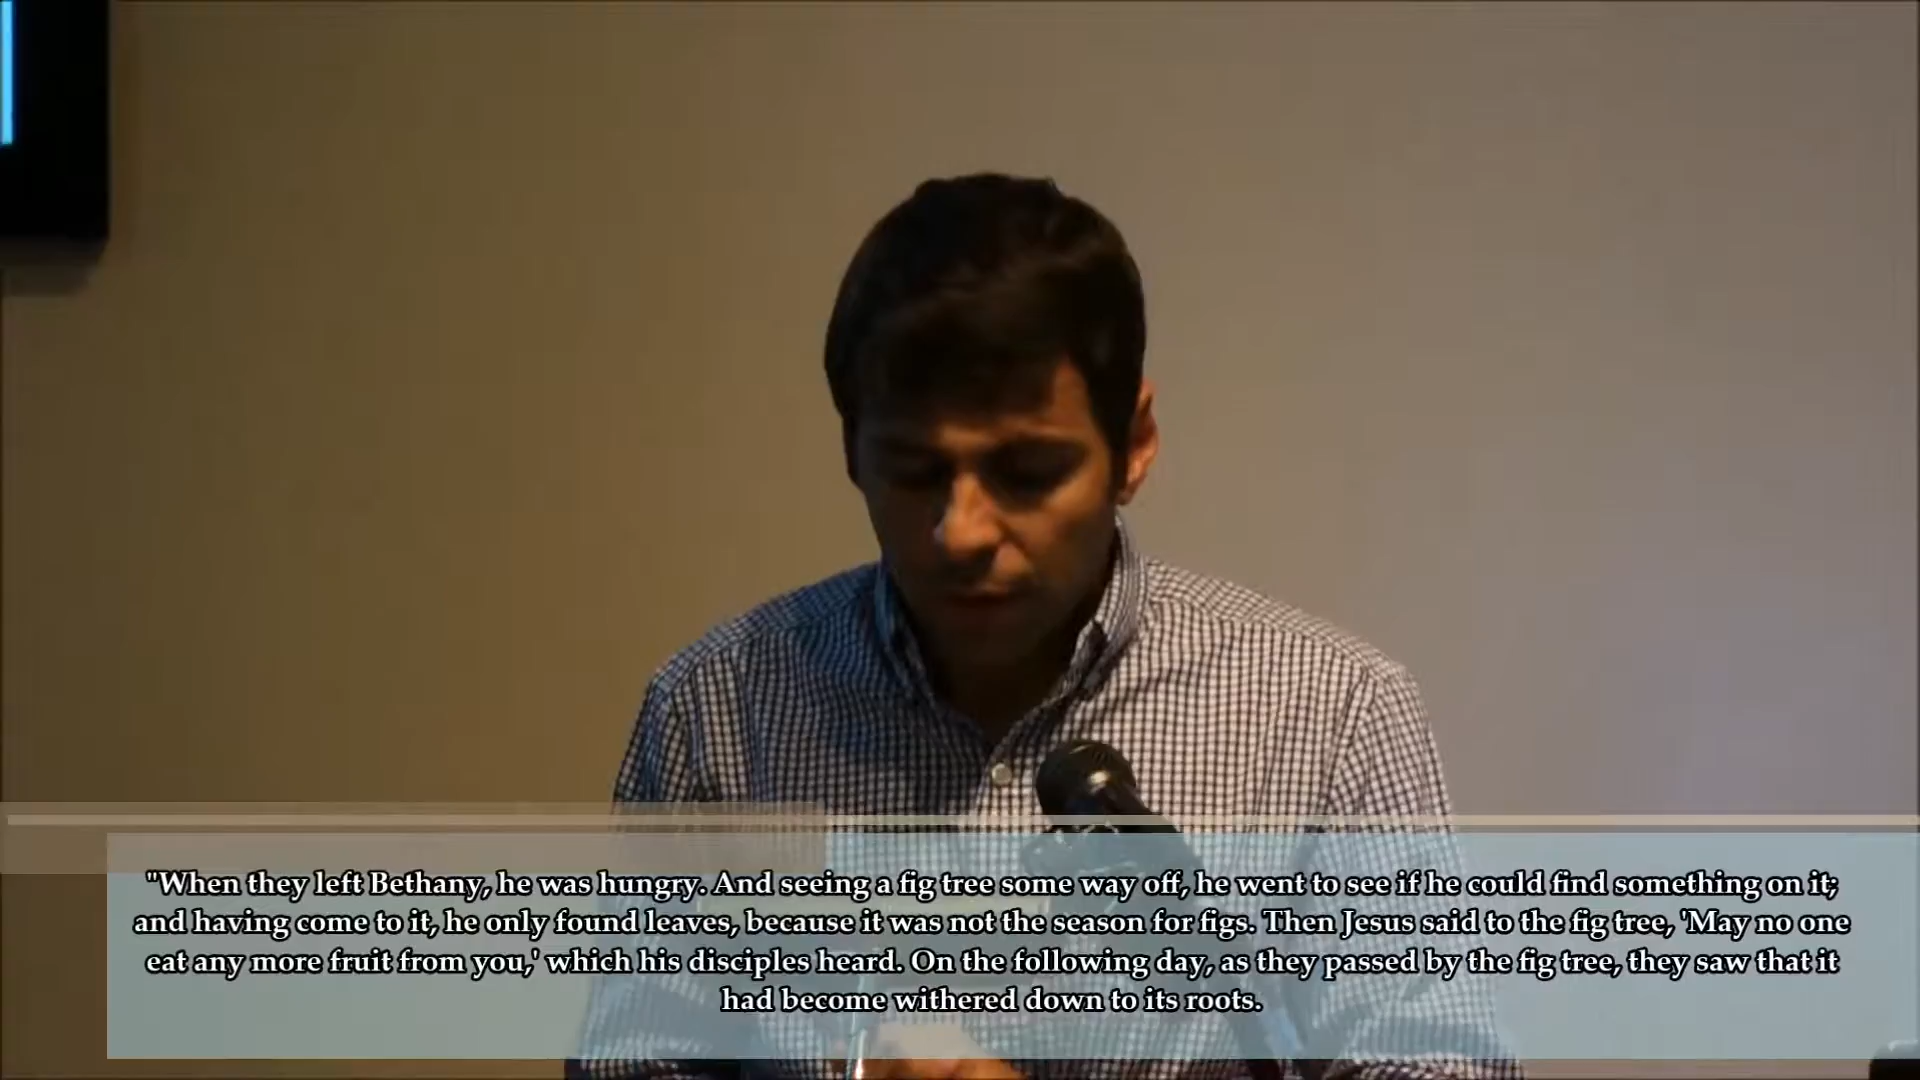 "When they left Bethany, he was hungry. And seeing a fig tree some way off, he went to see if he could find something on it;
and having come to it, he only found leaves, because it was not the season for figs. Then Jesus said to the fig tree, 'May no one
eat any more fruit from you,' which his disciples heard. On the following day, as they passed by the fig tree, they saw that it
had become withered down to its roots.